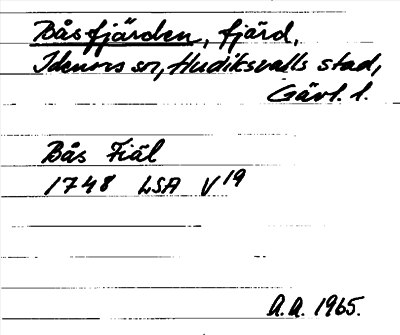 Båsfjärden, fjärd,
Idenors sn, Hudiksvalls stad,
Gävl. l.
Bås Fiäl
1748 LSA V19
A.A. 1965.